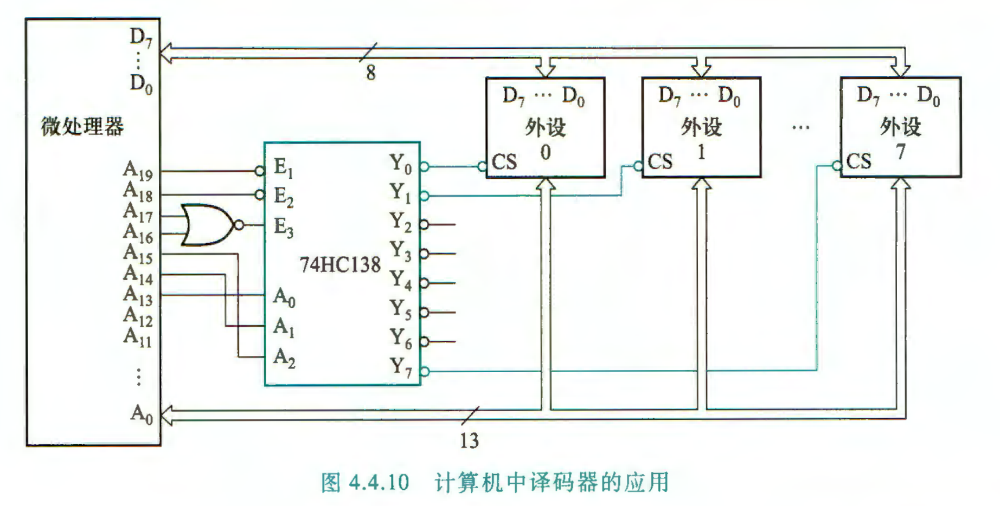 D7
⋮
D0
微处理器
A19
A18
A17
A16
A15
A14
A13
A12
A11
⋮
A0
8
E1
E2
E3
74HC138
A0
A1
A2
Y0
Y1
Y2
Y3
Y4
Y5
Y6
Y7
D7 ··· D0
外设
0
CS
D7 ··· D0
外设
1
CS
···
D7 ··· D0
外设
7
CS
13
图 4.4.10 计算机中译码器的应用